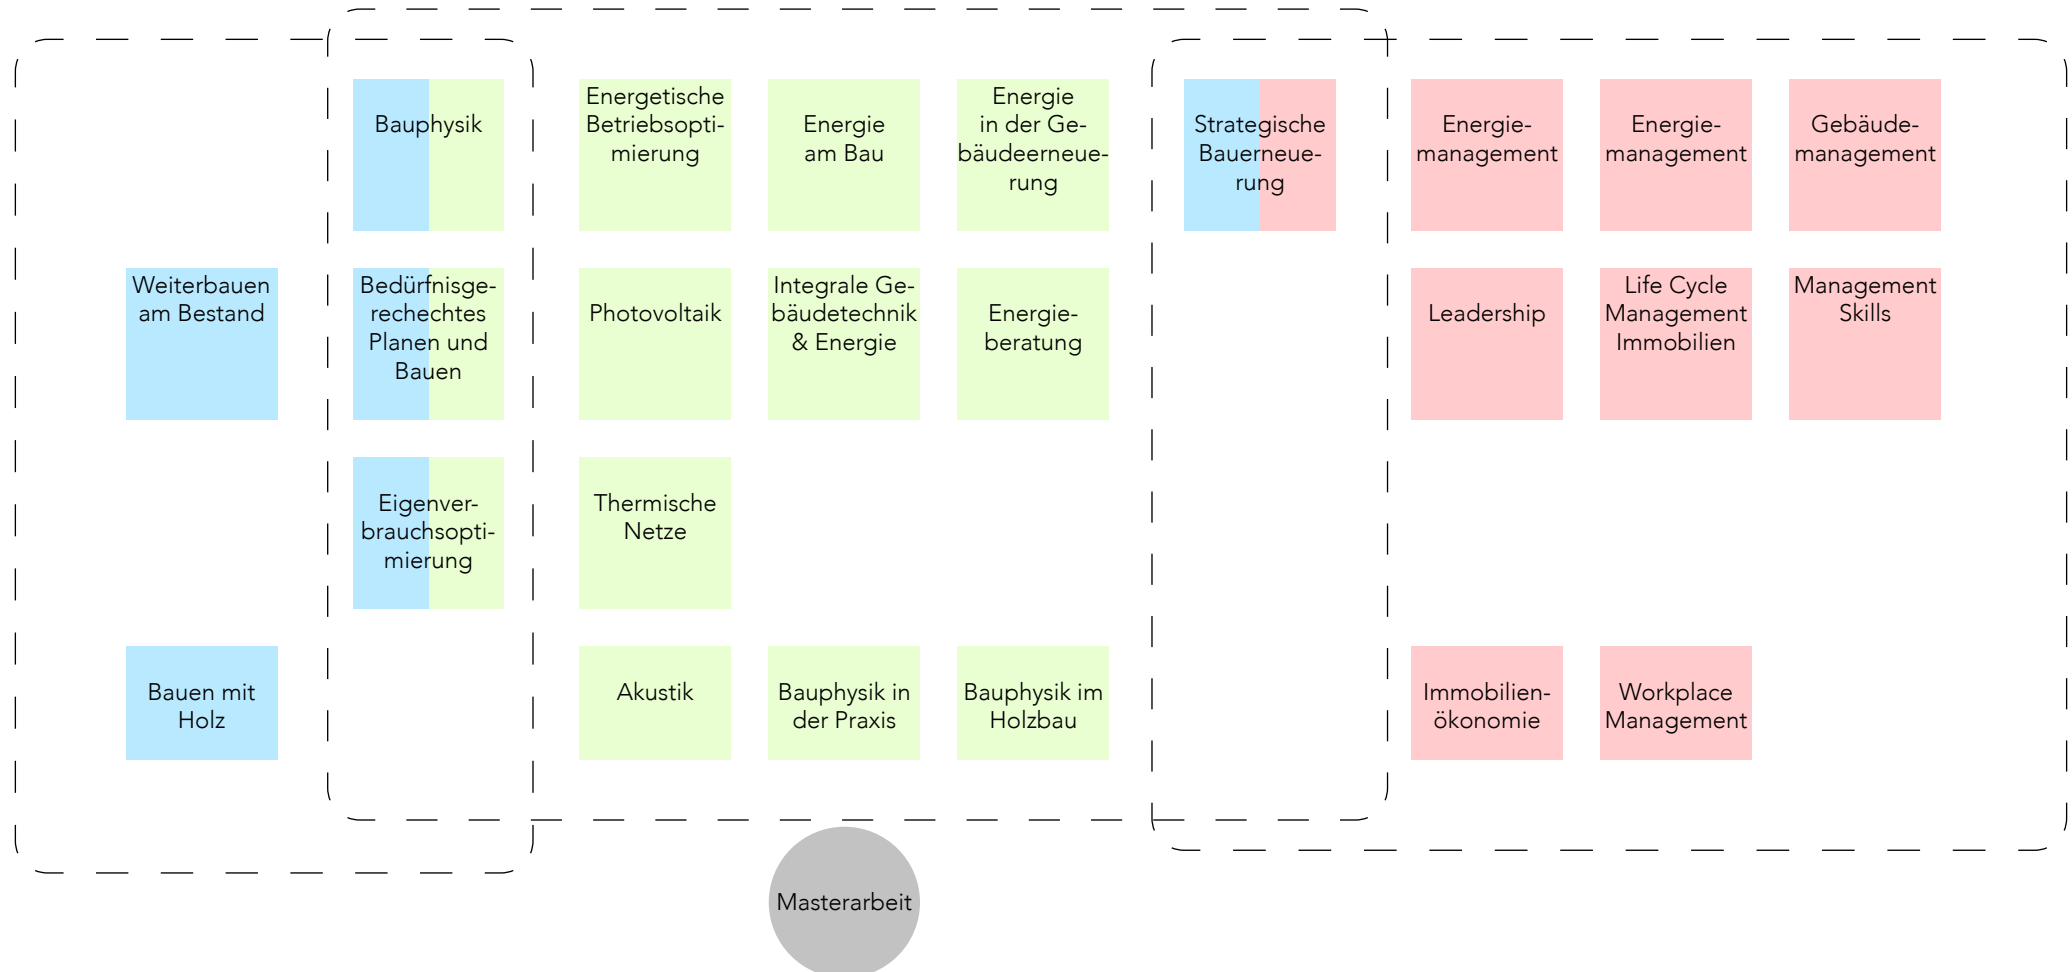 Bauphysik
Energetische
Betriebsopti-
mierung
Energie
am Bau
Energie
in der Ge-
bäudeerneue-
rung
Strategische
Bauerneue-
rung
Energie-
management
Energie-
management
Gebäude-
management
Weiterbauen
am Bestand
Bedürfnisge-
rechechtes
Planen und
Bauen
Photovoltaik
Integrale Ge-
bäudetechnik
& Energie
Energie-
beratung
Leadership
Life Cycle
Management
Immobilien
Management
Skills
Eigenver-
brauchsopti-
mierung
Thermische
Netze
Bauen mit
Holz
Akustik
Bauphysik in
der Praxis
Bauphysik im
Holzbau
Immobilien-
ökonomie
Workplace
Management
Masterarbeit